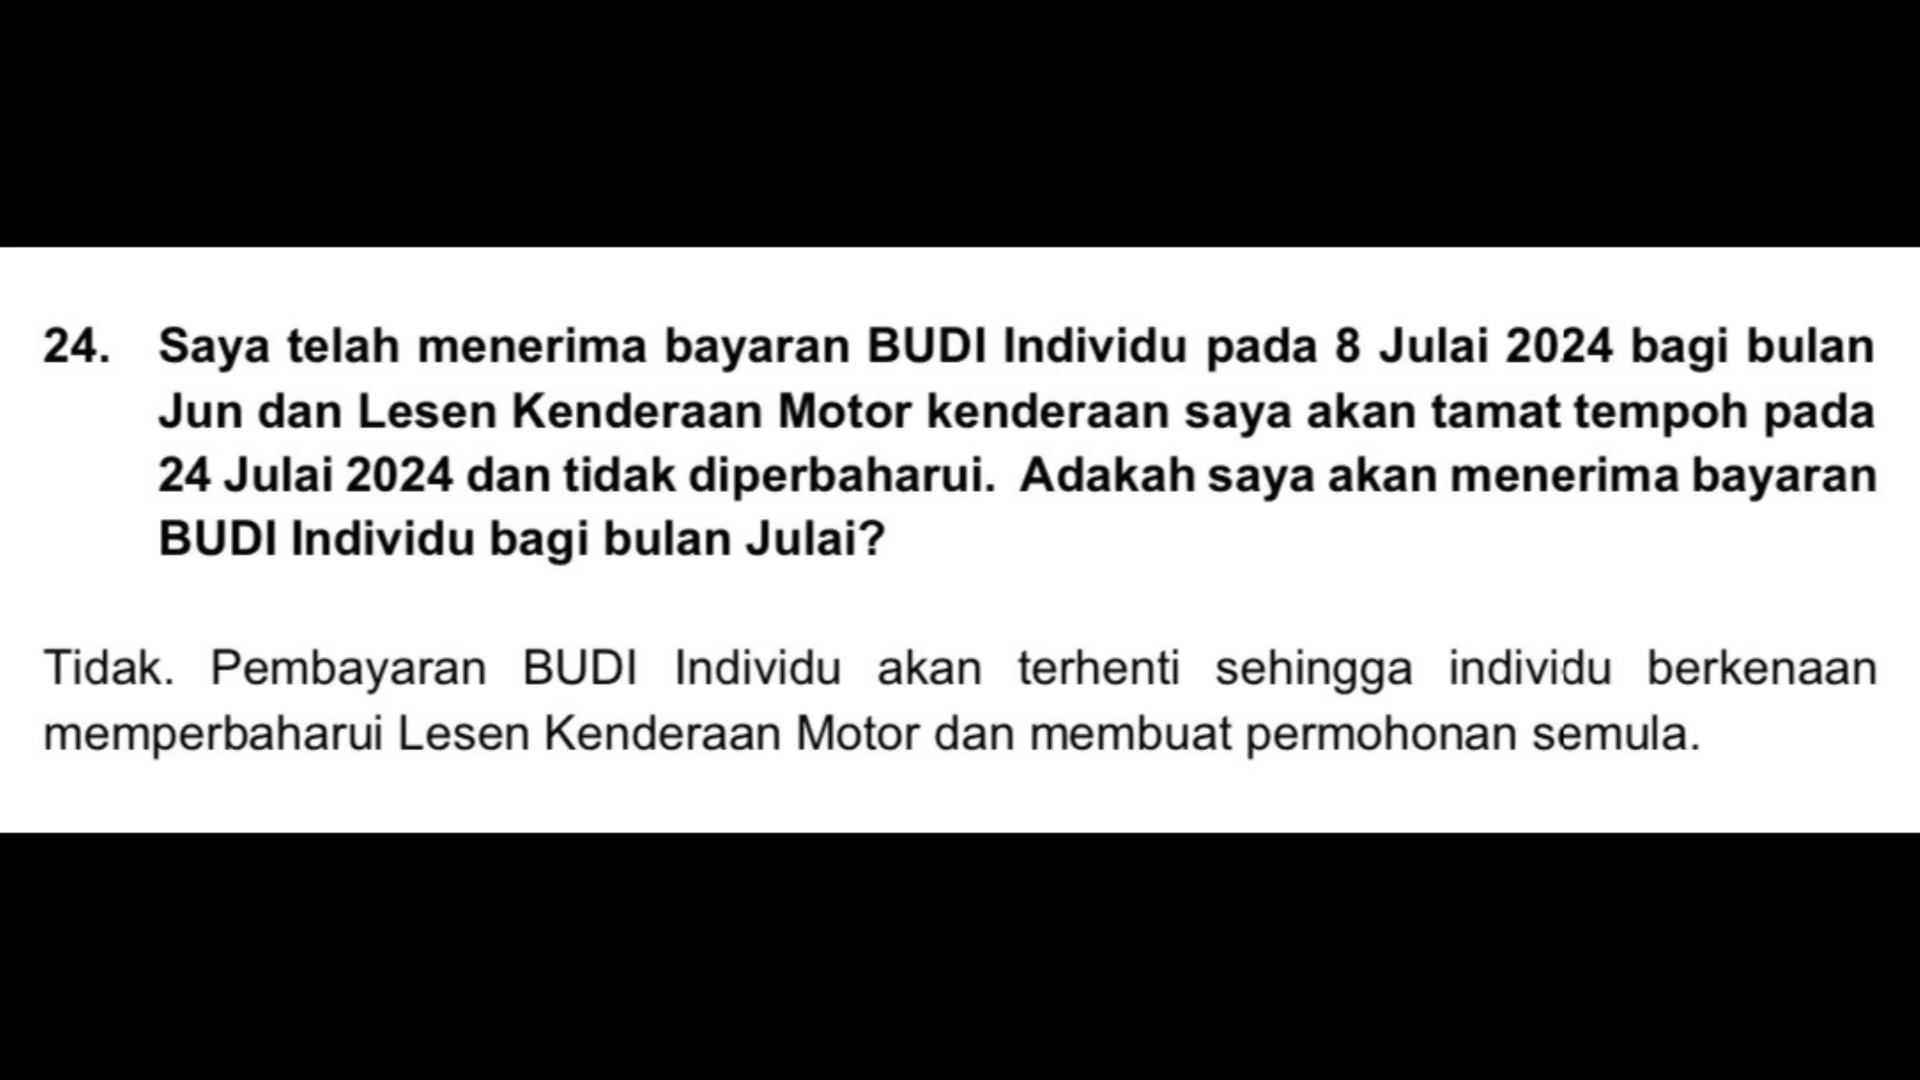 24. Saya telah menerima bayaran BUDI Individu pada 8 Julai 2024 bagi bulan
Jun dan Lesen Kenderaan Motor kenderaan saya akan tamat tempoh pada
24 Julai 2024 dan tidak diperbaharui. Adakah saya akan menerima bayaran
BUDI Individu bagi bulan Julai?
Tidak. Pembayaran BUDI Individu akan terhenti sehingga individu berkenaan
memperbaharui Lesen Kenderaan Motor dan membuat permohonan semula.